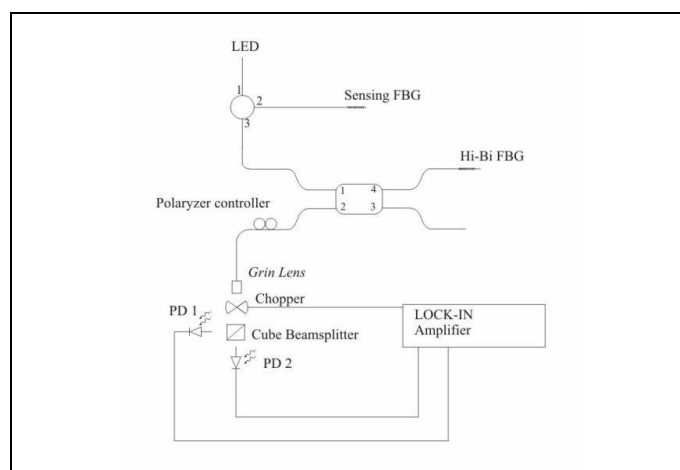 LED
1
2
Sensing FBG
3
Hi-Bi FBG
1 4
2 3
Polaryzer controller
Grin Lens
Chopper
PD 1
LOCK-IN
Amplifier
Cube Beamsplitter
PD 2